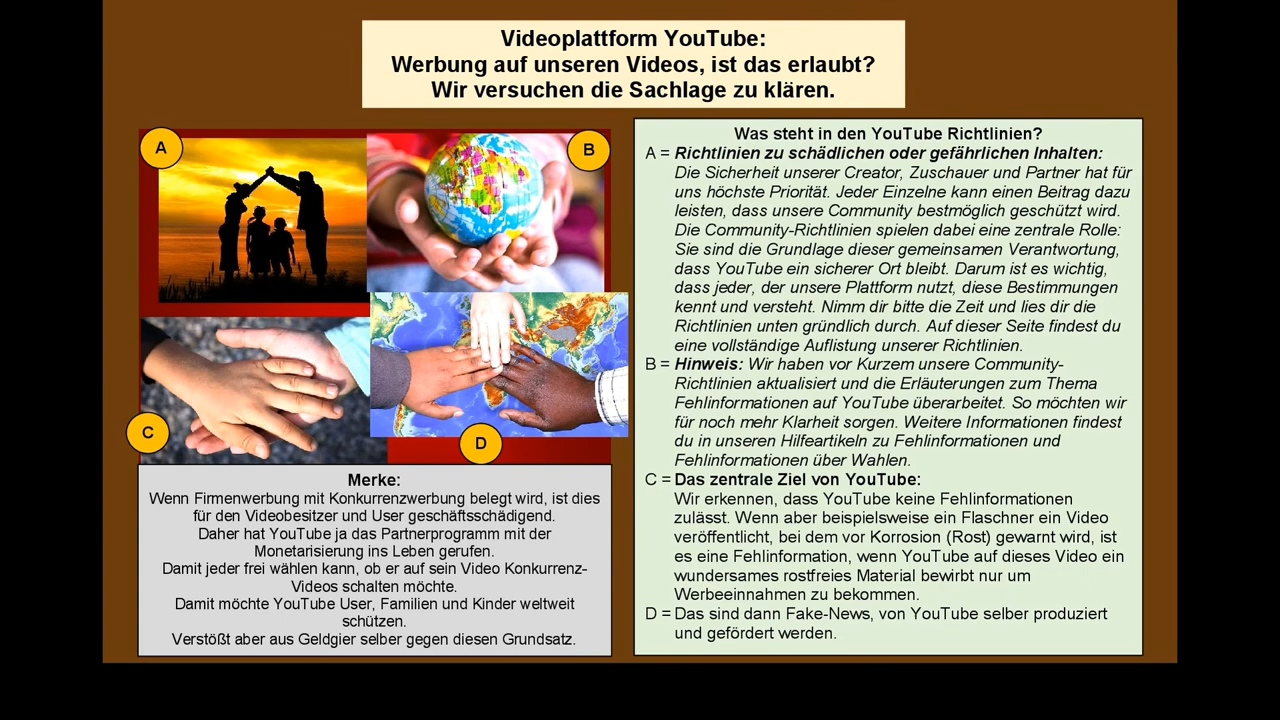 Videoplattform YouTube:
Werbung auf unseren Videos, ist das erlaubt?
Wir versuchen die Sachlage zu klären.
A
B
C
D
Merke:
Wenn Firmenwerbung mit Konkurrenzwerbung belegt wird, ist dies
für den Videobesitzer und User geschäftsschädigend.
Daher hat YouTube ja das Partnerprogramm mit der
Monetarisierung ins Leben gerufen.
Damit jeder frei wählen kann, ob er auf sein Video Konkurrenz-
Videos schalten möchte.
Damit möchte YouTube User, Familien und Kinder weltweit
schützen.
Verstößt aber aus Geldgier selber gegen diesen Grundsatz.
Was steht in den YouTube Richtlinien?
A = Richtlinien zu schädlichen oder gefährlichen Inhalten:
Die Sicherheit unserer Creator, Zuschauer und Partner hat für
uns höchste Priorität. Jeder Einzelne kann einen Beitrag dazu
leisten, dass unsere Community bestmöglich geschützt wird.
Die Community-Richtlinien spielen dabei eine zentrale Rolle:
Sie sind die Grundlage dieser gemeinsamen Verantwortung,
dass YouTube ein sicherer Ort bleibt. Darum ist es wichtig,
dass jeder, der unsere Plattform nutzt, diese Bestimmungen
kennt und versteht. Nimm dir bitte die Zeit und lies dir die
Richtlinien unten gründlich durch. Auf dieser Seite findest du
eine vollständige Auflistung unserer Richtlinien.
B = Hinweis: Wir haben vor Kurzem unsere Community-
Richtlinien aktualisiert und die Erläuterungen zum Thema
Fehlinformationen auf YouTube überarbeitet. So möchten wir
für noch mehr Klarheit sorgen. Weitere Informationen findest
du in unseren Hilfeartikeln zu Fehlinformationen und
Fehlinformationen über Wahlen.
C = Das zentrale Ziel von YouTube:
Wir erkennen, dass YouTube keine Fehlinformationen
zulässt. Wenn aber beispielsweise ein Flaschner ein Video
veröffentlicht, bei dem vor Korrosion (Rost) gewarnt wird, ist
es eine Fehlinformation, wenn YouTube auf dieses Video ein
wundersames rostfreies Material bewirbt nur um
Werbeeinnahmen zu bekommen.
D = Das sind dann Fake-News, von YouTube selber produziert
und gefördert werden.